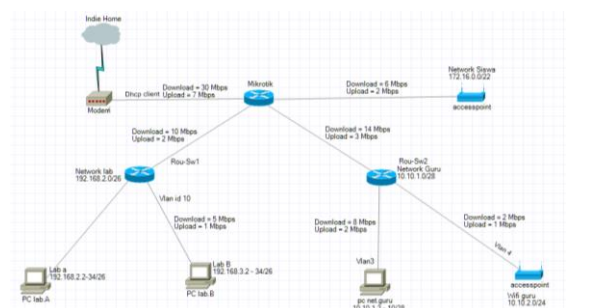 Indie Home
Mikrotik
Download = 30 Mbps
Dhcp client Upload = 7 Mbps
Modem
Download = 6 Mbps
Upload = 2 Mbps
Network Siswa
172.16.0.0/22
accesspoint
Download = 10 Mbps
Upload = 2 Mbps
Download = 14 Mbps
Upload = 3 Mbps
Rou-Sw1
Network lab
192.168.2.0/26
Rou-Sw2
Network Guru
10.10.1.0/28
Vlan id 10
Download = 5 Mbps
Upload = 1 Mbps
Download = 8 Mbps
Upload = 2 Mbps
Download = 2 Mbps
Upload = 1 Mbps
Vlan 4
Vlan3
Lab a
192.168.2.2-34/26
PC lab A
Lab B
192.168.3.2 - 34/26
PC lab.B
pc net.guru
accesspoint
Wifi guru
10.10.2.0/24